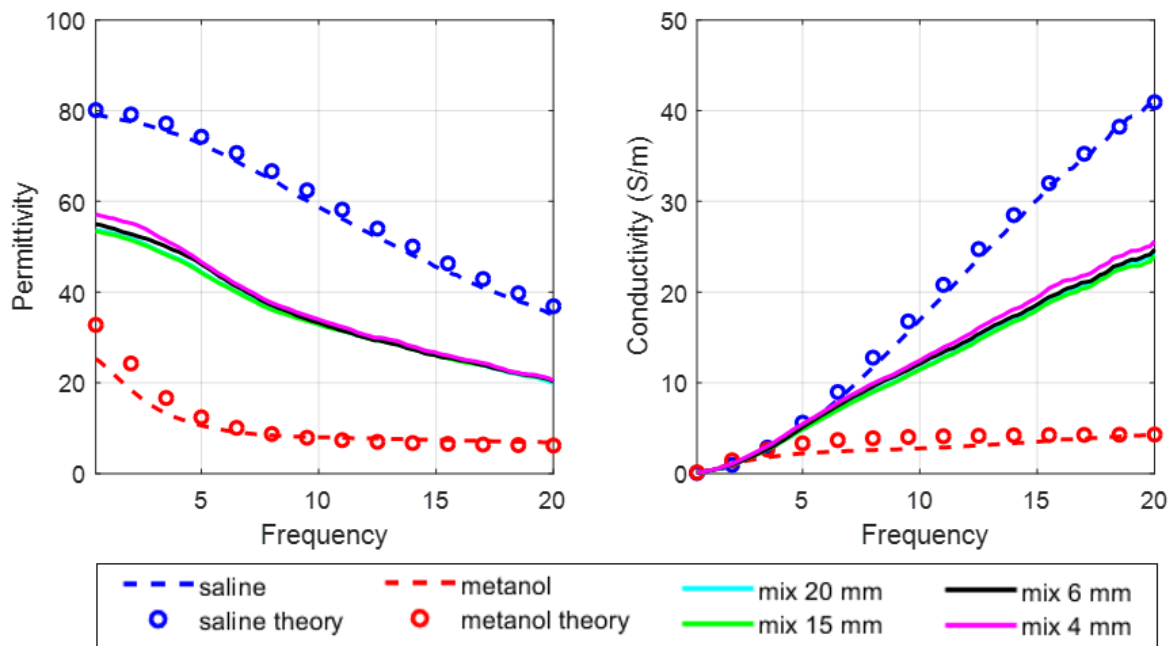 100
80
60
40
20
0
Permittivity
5
10
15
20
Frequency
50
40
30
20
10
0
Conductivity (S/m)
5
10
15
20
Frequency
saline
metanol
mix 20 mm
mix 6 mm
saline theory
metanol theory
mix 15 mm
mix 4 mm